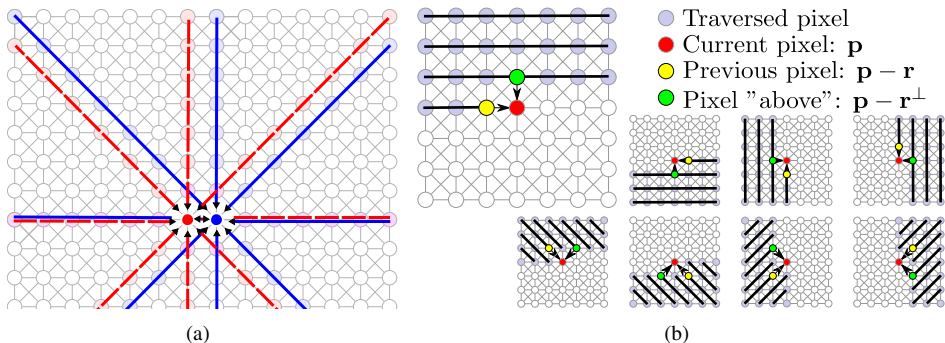 Traversed pixel
Current pixel: p
Previous pixel: p − r
Pixel "above": p − r⊥
(a)
(b)